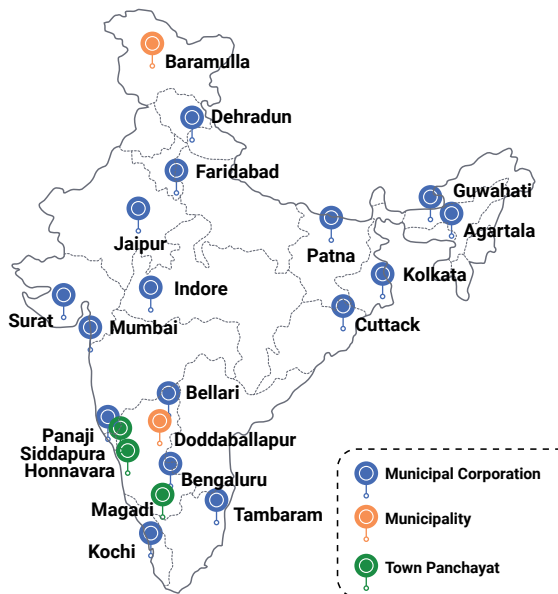 Baramulla
Dehradun
Faridabad
Guwahati
Agartala
Jaipur
Patna
Kolkata
Indore
Surat
Mumbai
Cuttack
Bellari
Panaji
Doddaballapur
Siddapura
Honnavara
Bengaluru
Magadi
Tambaram
Kochi
Municipal Corporation
Municipality
Town Panchayat